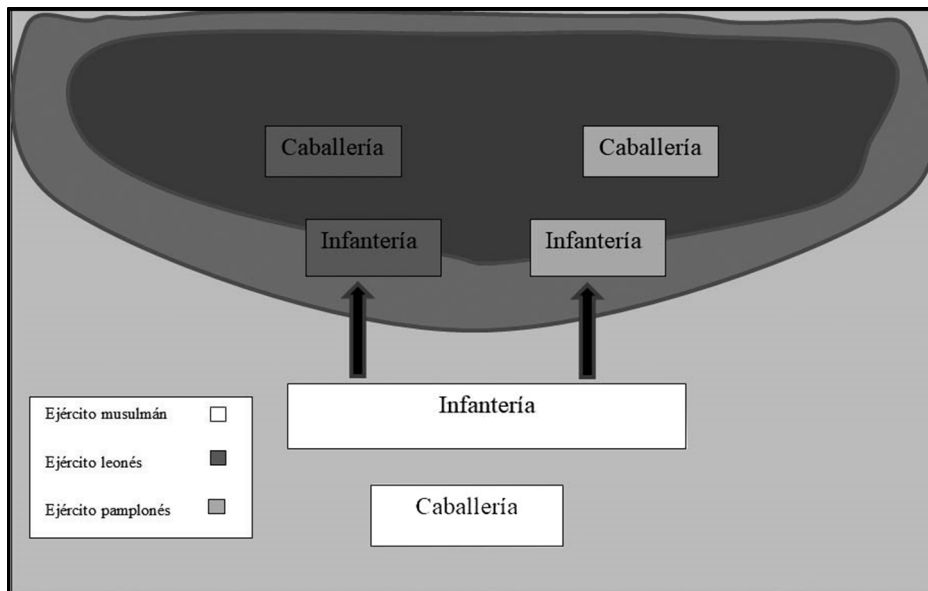 Caballería
Caballería
Infantería
Infantería
Infantería
Caballería
Ejército musulmán
Ejército leonés
Ejército pamplonés